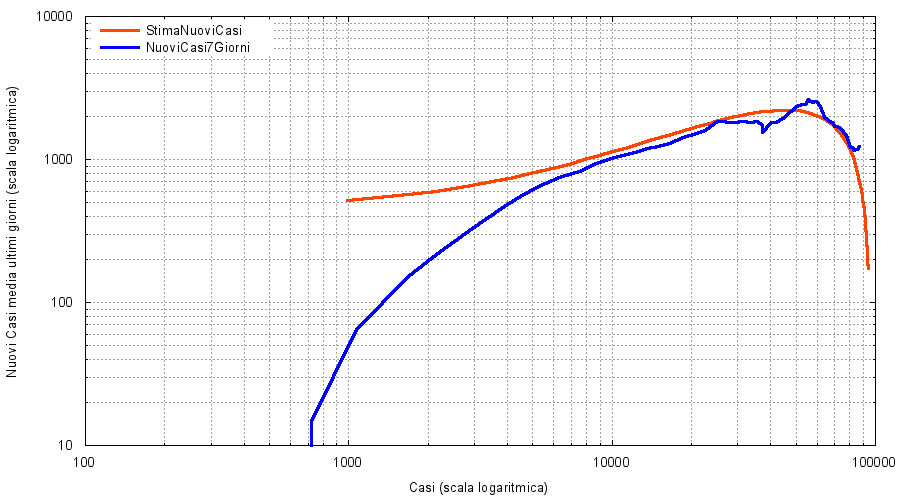 10000
StimaNuoviCasi
NuoviCasi7Giorni
1000
100
10
Nuovi Casi media ultimi giorni (scala logaritmica)
100
1000
10000
100000
Casi (scala logaritmica)